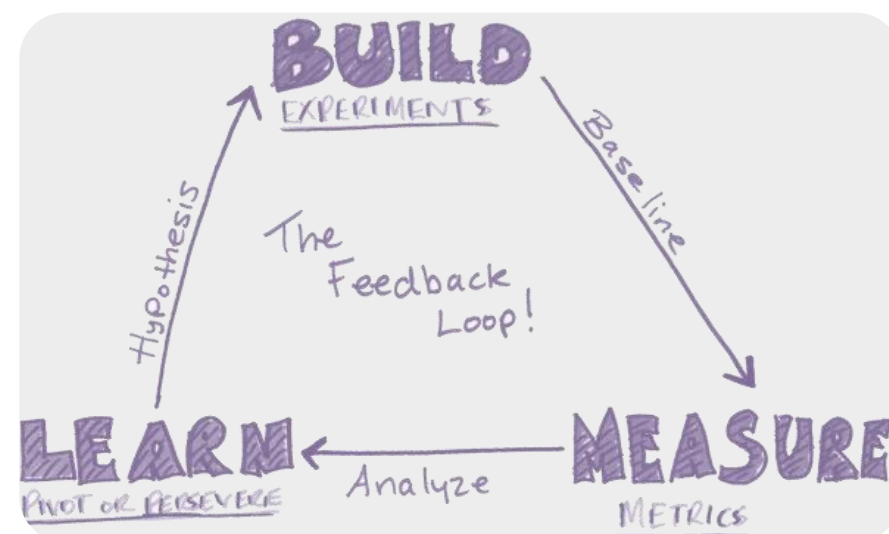 BUILD
EXPERIMENTS
Baseline
Hypothesis
The
Feedback
Loop!
LEARN
PIVOT OR PERSEVERE
Analyze
MEASURE
METRICS